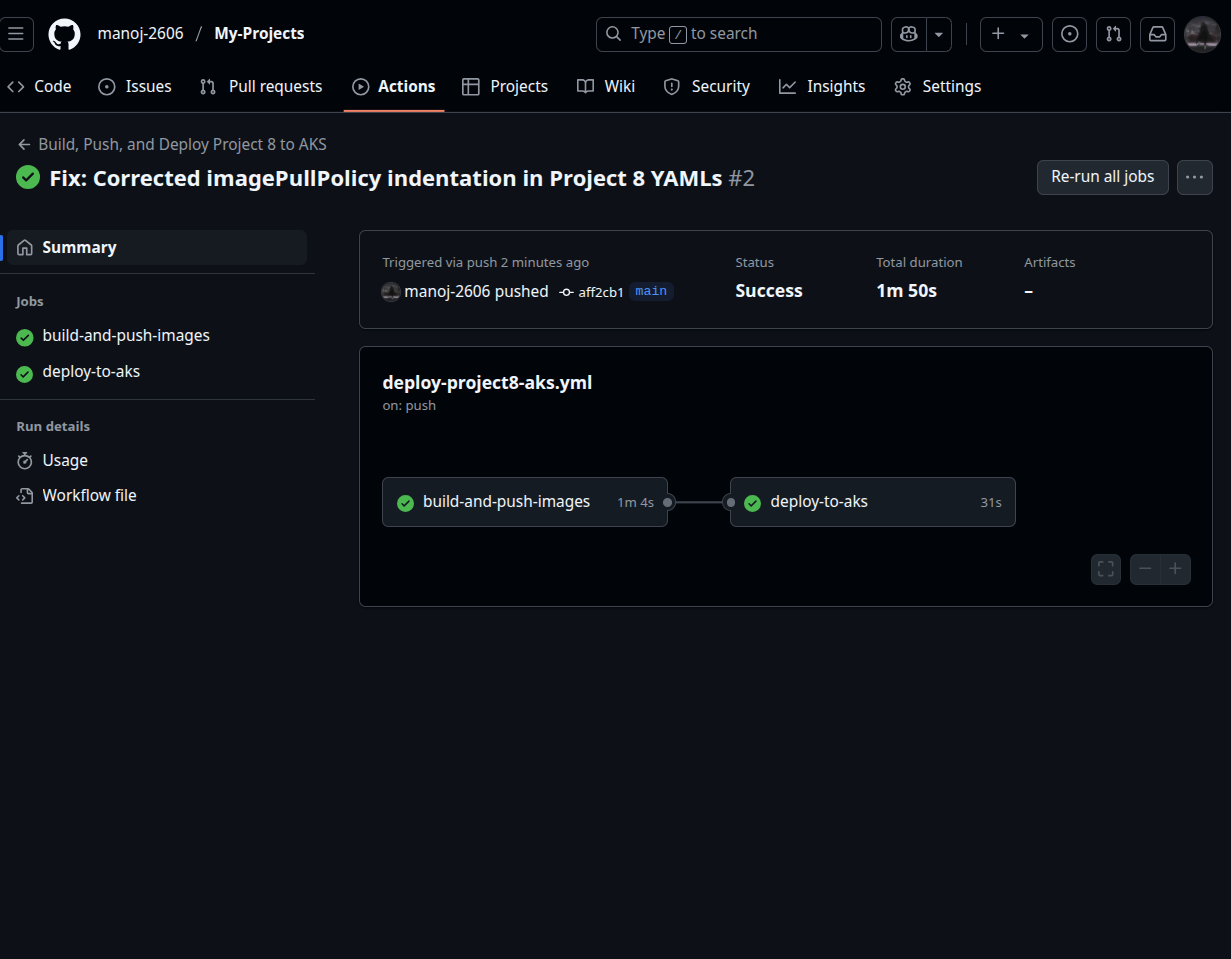 manoj-2606 / My-Projects
Type / to search
Code Issues Pull requests Actions Projects Wiki Security Insights Settings
Build, Push, and Deploy Project 8 to AKS
Fix: Corrected imagePullPolicy indentation in Project 8 YAMLs #2
Re-run all jobs
Summary
Jobs
build-and-push-images
deploy-to-aks
Run details
Usage
Workflow file
Triggered via push 2 minutes ago
manoj-2606 pushed aff2cb1 main
Status
Success
Total duration
1m 50s
Artifacts
–
deploy-project8-aks.yml
on: push
build-and-push-images 1m 4s
deploy-to-aks 31s